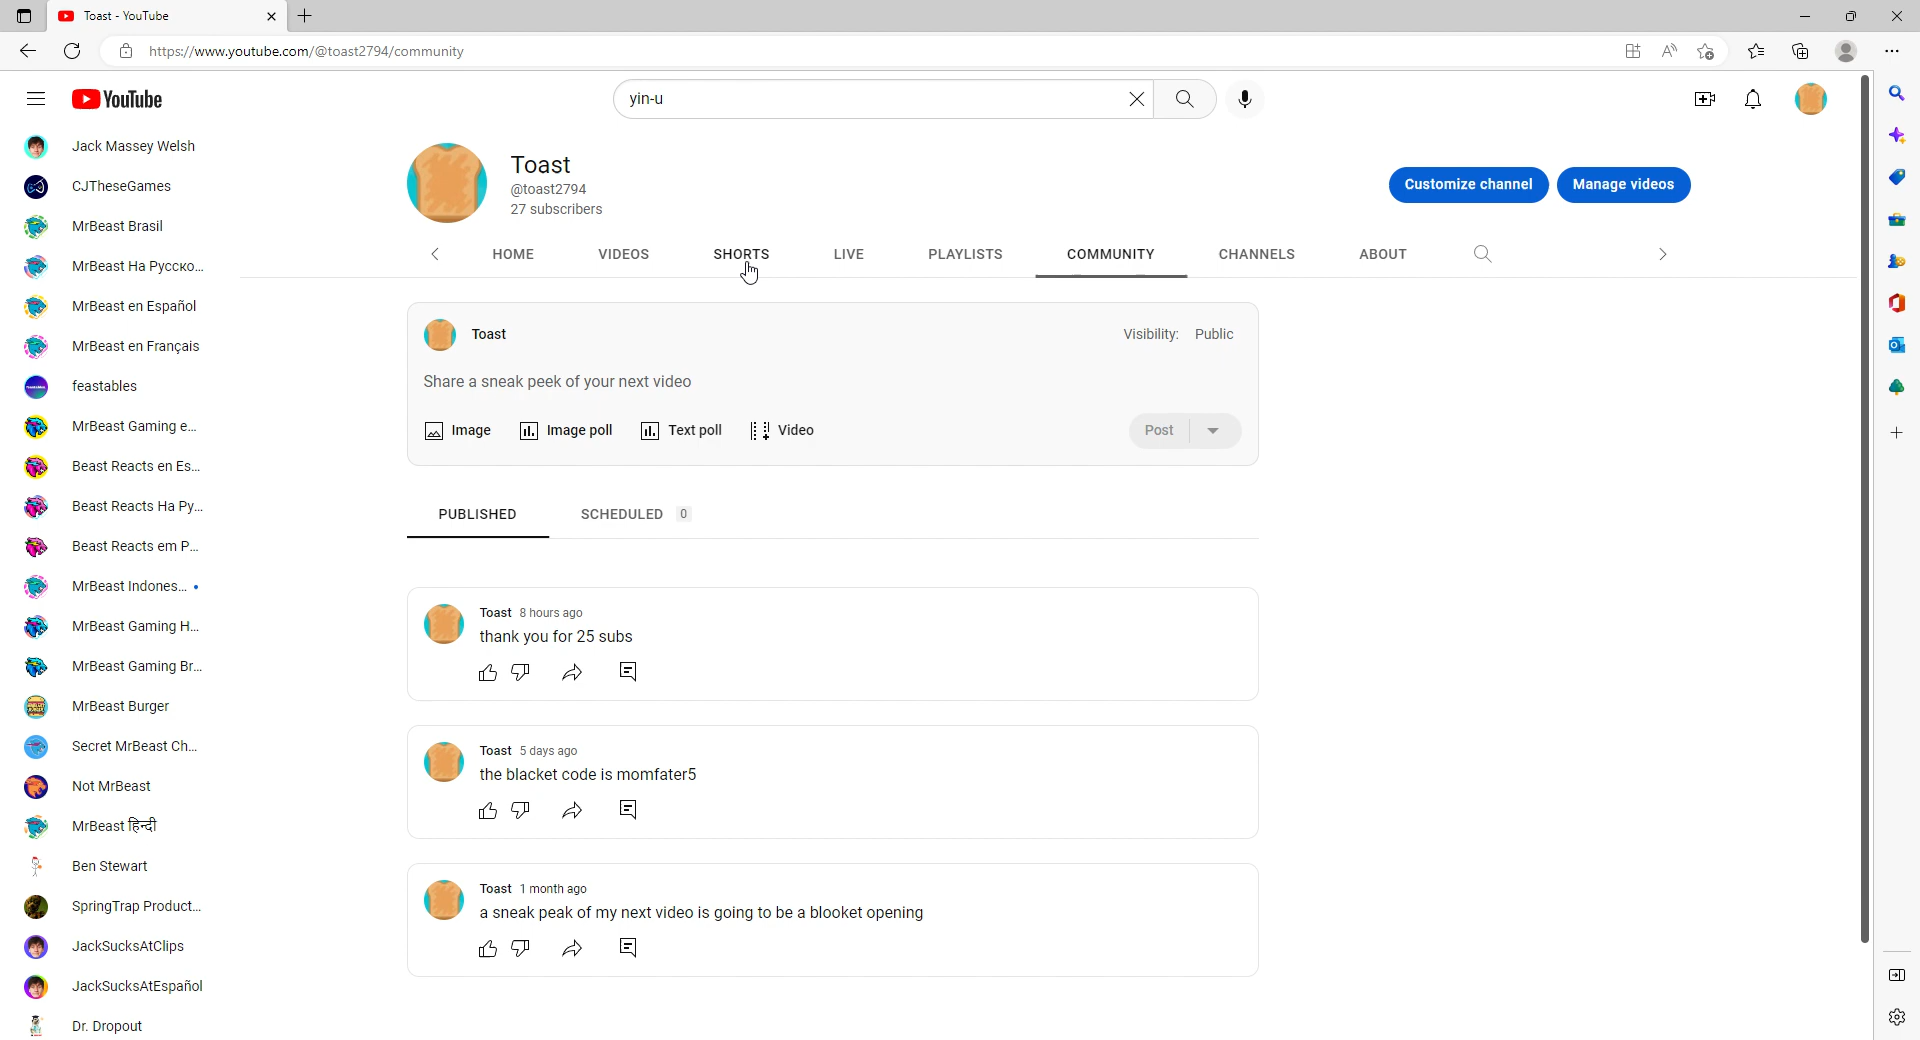 Toast - YouTube
https://www.youtube.com/@toast2794/community
YouTube
yin-u
Jack Massey Welsh
CJTheseGames
MrBeast Brasil
MrBeast На Русско...
MrBeast en Español
MrBeast en Français
feastables
MrBeast Gaming e...
Beast Reacts en Es...
Beast Reacts На Ру...
Beast Reacts em P...
MrBeast Indones...
MrBeast Gaming H...
MrBeast Gaming Br...
MrBeast Burger
Secret MrBeast Ch...
Not MrBeast
MrBeast हिन्दी
Ben Stewart
SpringTrap Product...
JackSucksAtClips
JackSucksAtEspañol
Dr. Dropout
Toast
@toast2794
27 subscribers
Customize channel
Manage videos
HOME
VIDEOS
SHORTS
LIVE
PLAYLISTS
COMMUNITY
CHANNELS
ABOUT
Toast
Visibility: Public
Share a sneak peek of your next video
Image
Image poll
Text poll
Video
Post
PUBLISHED
SCHEDULED 0
Toast 8 hours ago
thank you for 25 subs
Toast 5 days ago
the blacket code is momfater5
Toast 1 month ago
a sneak peak of my next video is going to be a blooket opening